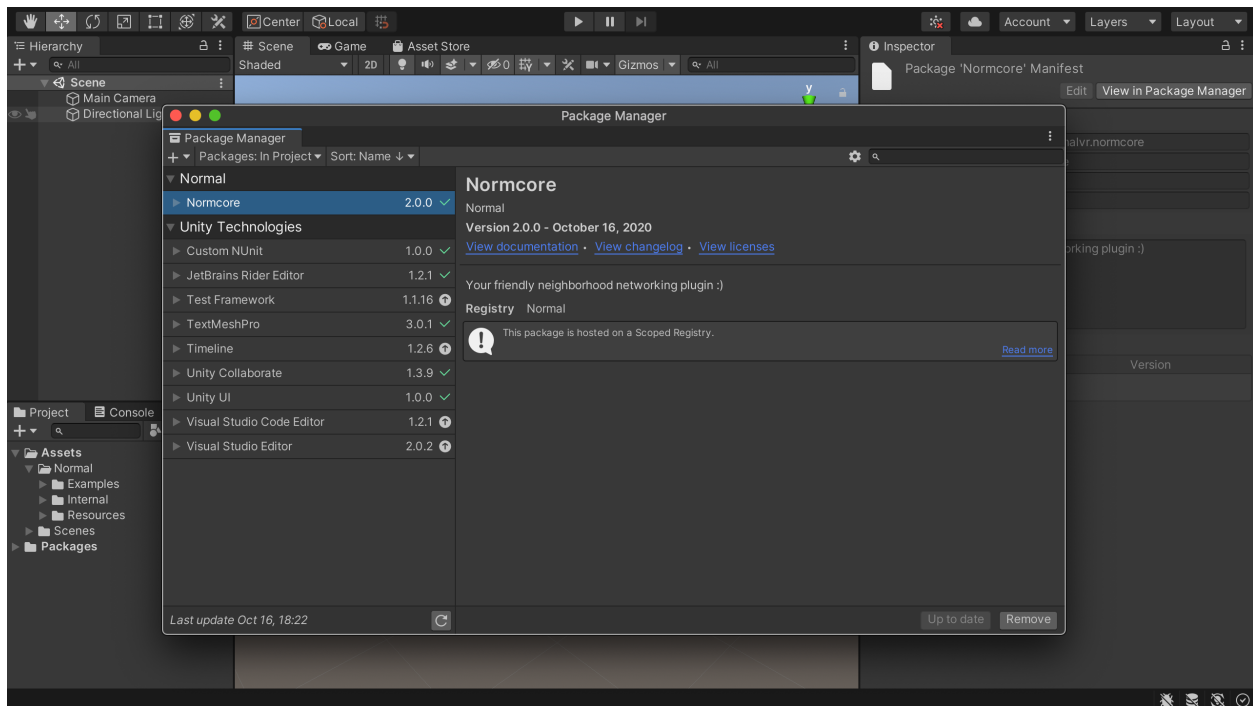 Center Local Account Layers Layout
Hierarchy # Scene Game Asset Store Inspector
All Shaded 2D 0 Gizmos All Package 'Normcore' Manifest
Scene Edit View in Package Manager
Main Camera y
Directional Lig
Package Manager
Package Manager
Packages: In Project Sort: Name ↓
alvr.normcore
Normal
Normcore 2.0.0
Unity Technologies
Custom NUnit 1.0.0
JetBrains Rider Editor 1.2.1
Test Framework 1.1.16
TextMeshPro 3.0.1
Timeline 1.2.6
Unity Collaborate 1.3.9
Unity UI 1.0.0
Visual Studio Code Editor 1.2.1
Visual Studio Editor 2.0.2
Last update Oct 16, 18:22
Normcore
Normal
Version 2.0.0 - October 16, 2020
View documentation • View changelog • View licenses
Your friendly neighborhood networking plugin :)
Registry Normal
This package is hosted on a Scoped Registry.
Read more
Up to date Remove
rking plugin :)
Version
Project Console
Assets
Normal
Examples
Internal
Resources
Scenes
Packages